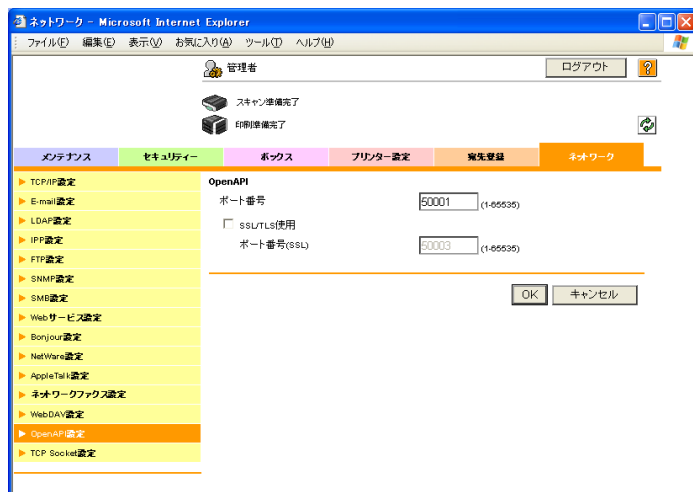 ネットワーク - Microsoft Internet Explorer
ファイル(F) 編集(E) 表示(V) お気に入り(A) ツール(T) ヘルプ(H)
管理者
ログアウト
?
スキャン準備完了
印刷準備完了
メンテナンス セキュリティー ボックス プリンター設定 宛先登録 ネットワーク
TCP/IP設定
E-mail設定
LDAP設定
IPP設定
FTP設定
SNMP設定
SMB設定
Webサービス設定
Bonjour設定
NetWare設定
AppleTalk設定
ネットワークファクス設定
WebDAV設定
OpenAPI設定
TCP Socket設定
OpenAPI
ポート番号 50001 (1-65535)
SSL/TLS使用
ポート番号(SSL) 50003 (1-65535)
OK キャンセル